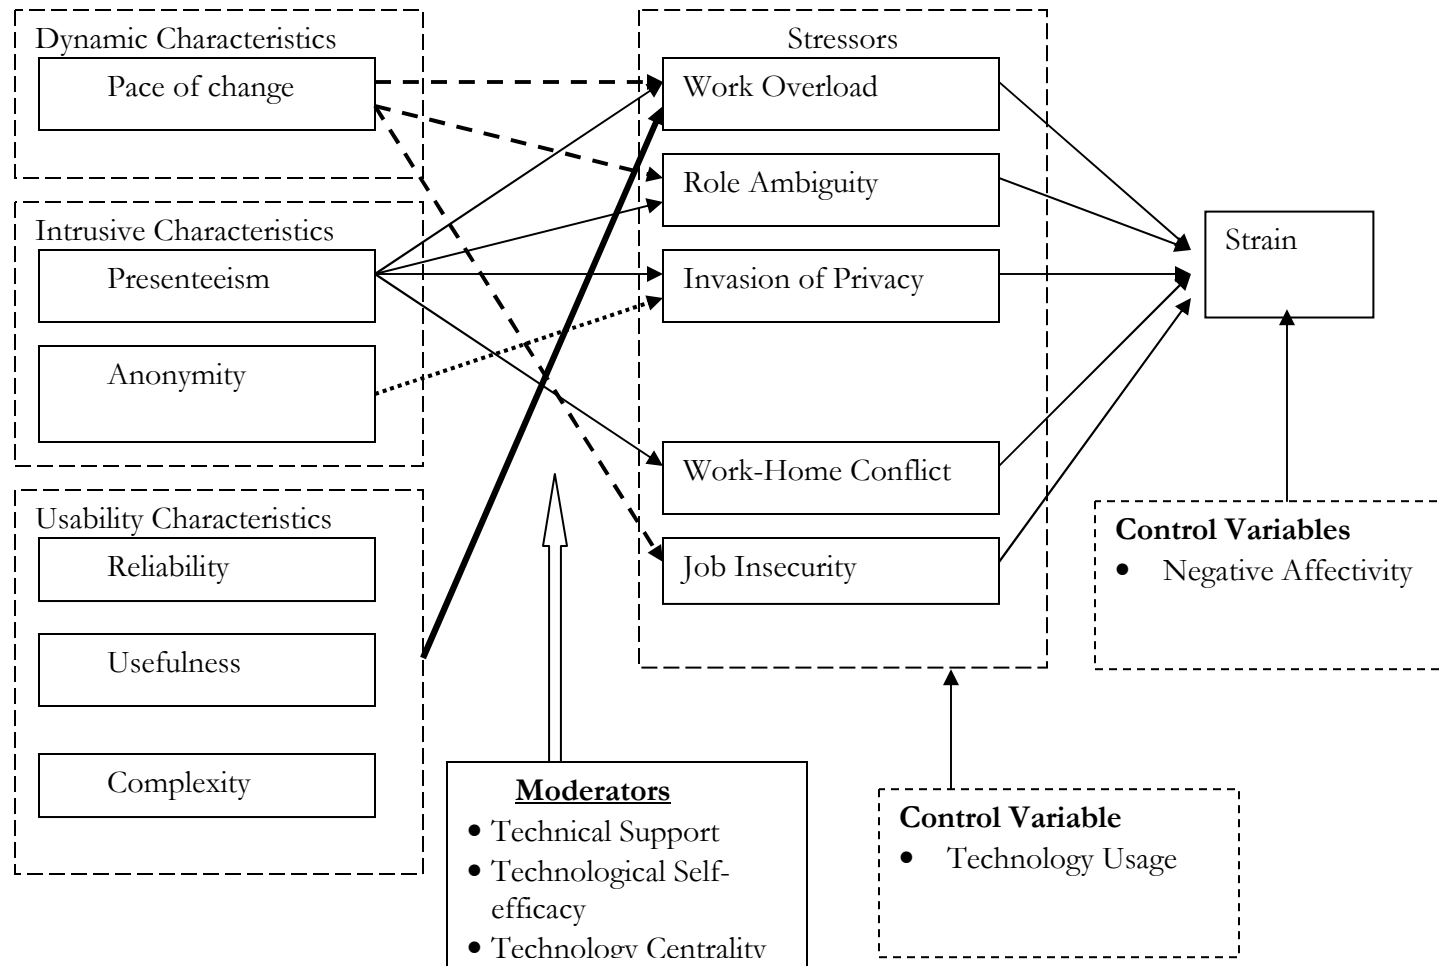 Dynamic Characteristics
Pace of change
Intrusive Characteristics
Presenteeism
Anonymity
Usability Characteristics
Reliability
Usefulness
Complexity
Stressors
Work Overload
Role Ambiguity
Invasion of Privacy
Work-Home Conflict
Job Insecurity
Strain
Control Variables
• Negative Affectivity
Moderators
• Technical Support
• Technological Self-
efficacy
• Technology Centrality
Control Variable
• Technology Usage